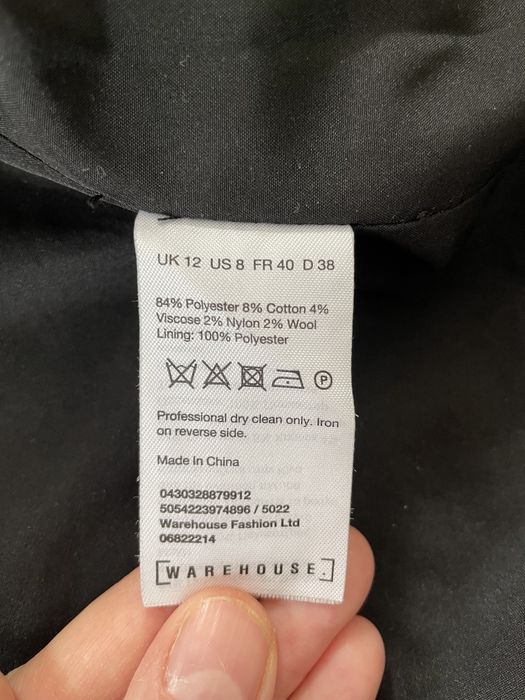 UK 12 US 8 FR 40 D 38
84% Polyester 8% Cotton 4%
Viscose 2% Nylon 2% Wool
Lining: 100% Polyester
P
Professional dry clean only. Iron
on reverse side.
Made In China
0430328879912
5054223974896 / 5022
Warehouse Fashion Ltd
06822214
[WAREHOUSE.]